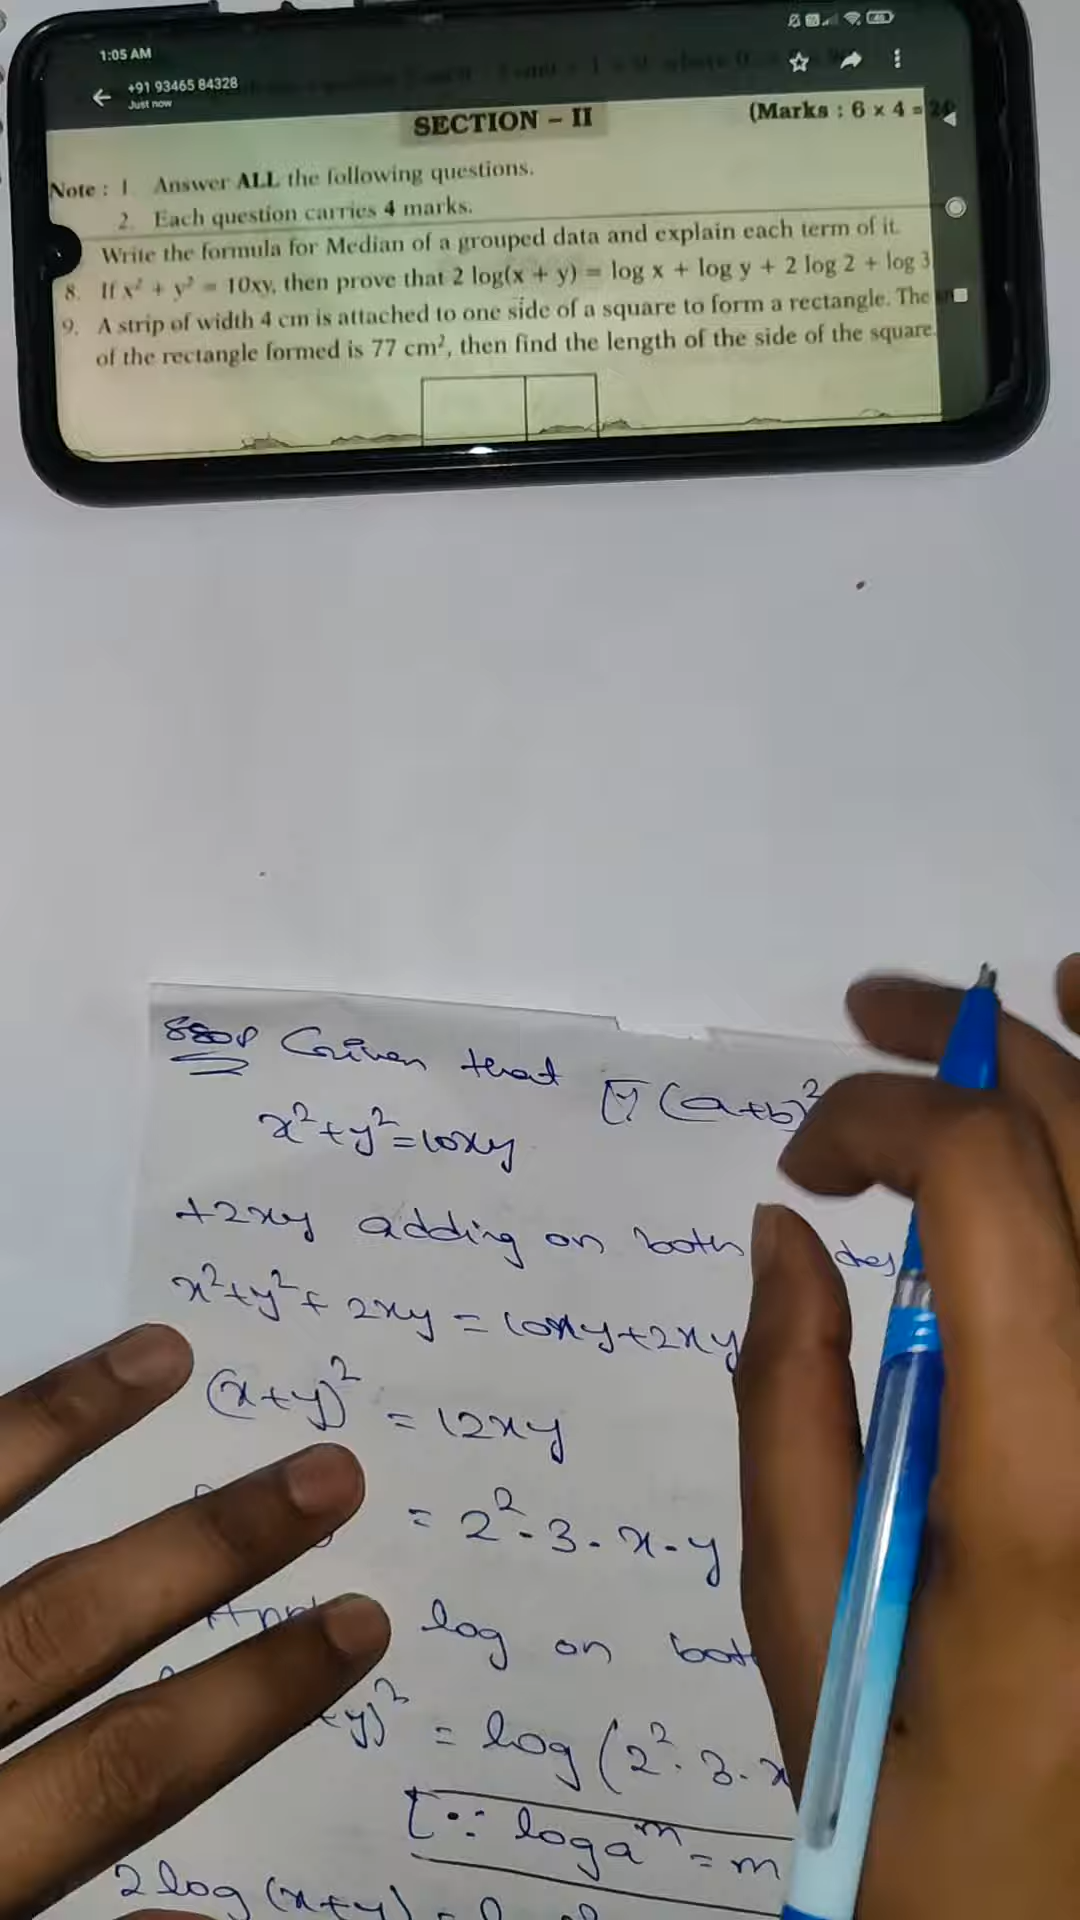 1:05 AM
+91 93465 84328
Just now
SECTION - II
(Marks : 6 × 4 = 24
Note : 1. Answer ALL the following questions.
2. Each question carries 4 marks.
Write the formula for Median of a grouped data and explain each term of it.
8. If x² + y² = 10xy, then prove that 2 log(x + y) = log x + log y + 2 log 2 + log 3
9. A strip of width 4 cm is attached to one side of a square to form a rectangle. The
of the rectangle formed is 77 cm², then find the length of the side of the square.
Given that [∵ (a+b)²
x²+y²=10xy
+2xy adding on both
x²+y²+2xy=10xy+2xy
(x+y)² = 12xy
= 2².3.x.y
log on
y)² = log (2².3.x
[∵ log aᵐ = m
2 log (x+y) =